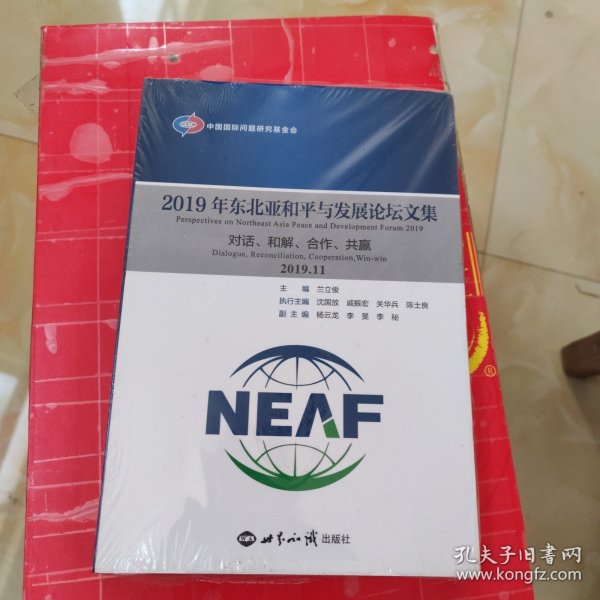 中国国际问题研究基金会
2019 年东北亚和平与发展论坛文集
Perspectives on Northeast Asia Peace and Development Forum 2019
对话、和解、合作、共赢
Dialogue, Reconciliation, Cooperation, Win-win
2019.11
主 编 兰立俊
执行主编 沈国放 戚振宏 关华兵 陈士良
副 主 编 杨云龙 李 旻 李 秘
NEAF
®
WA 世界知识出版社
孔夫子旧书网
www.kongfz.com